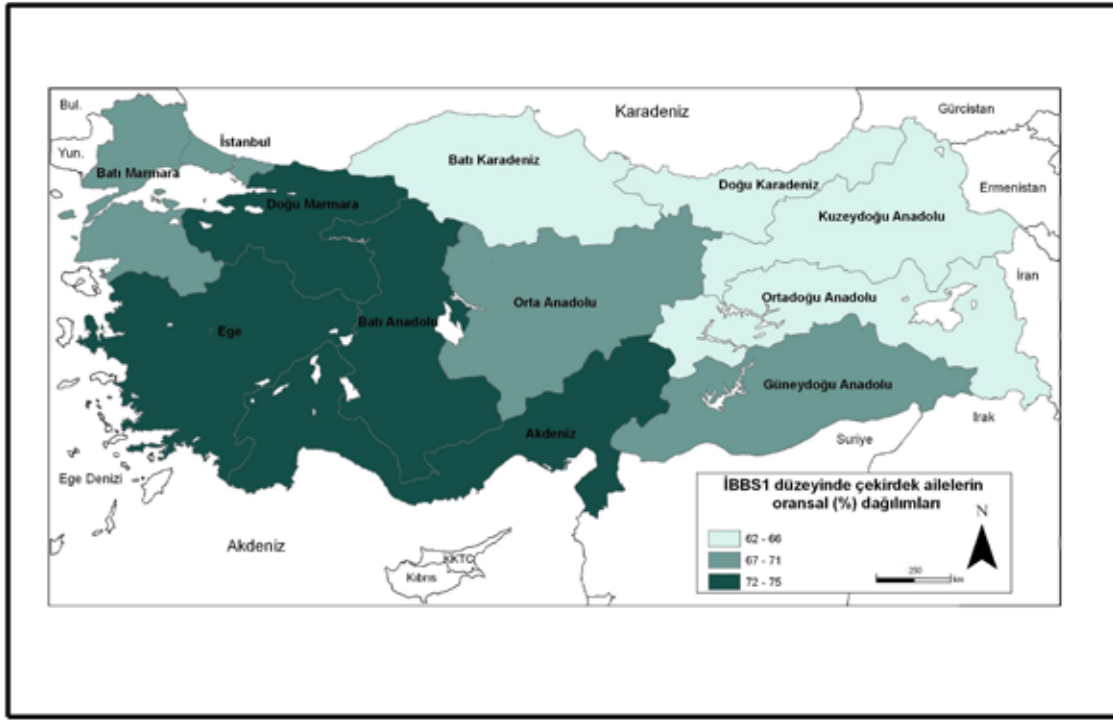 Bul.
Karadeniz
Gürcistan
İstanbul
Yun.
Batı Karadeniz
Batı Marmara
Doğu Karadeniz
Ermenistan
Doğu Marmara
Kuzeydoğu Anadolu
İran
Ortadoğu Anadolu
Orta Anadolu
Ege
Batı Anadolu
Güneydoğu Anadolu
Irak
Akdeniz
Suriye
Ege Denizi
Akdeniz
KKTC
Kıbrıs
İBBS1 düzeyinde çekirdek ailelerin
oransal (%) dağılımları
N
62 - 66
67 - 71
72 - 75
250
km